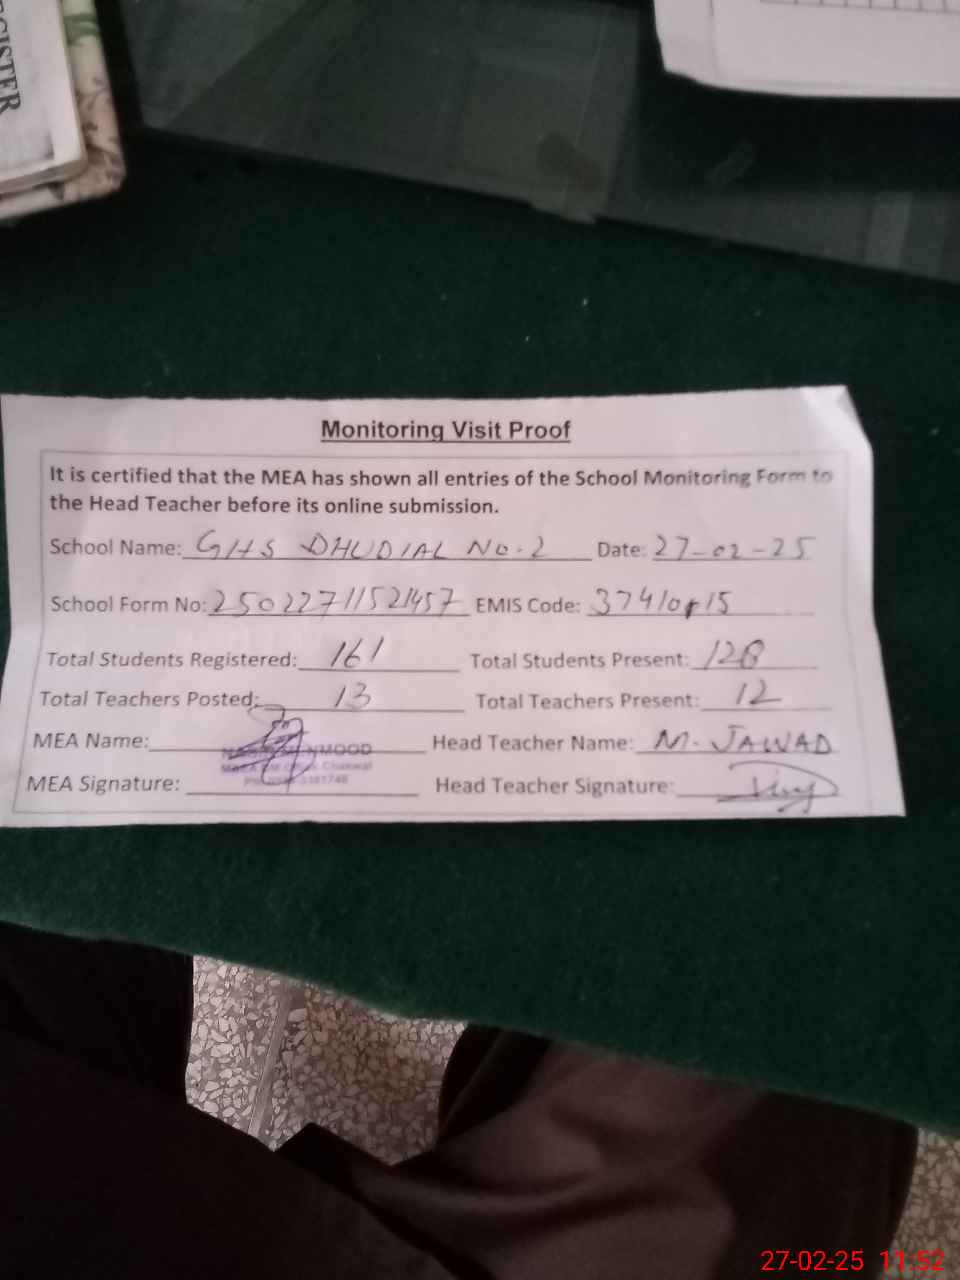 REGISTER
Monitoring Visit Proof
It is certified that the MEA has shown all entries of the School Monitoring Form to
the Head Teacher before its online submission.
School Name: GHS DHUDIAL No.2 Date: 27-02-25
School Form No: 25022711521457 EMIS Code:
Total Students Registered: 161 Total Students Present: 128
Total Teachers Posted: 13 Total Teachers Present: 12
MEA Name: Head Teacher Name: M. JAWAD
Chakwal
MEA Signature: Head Teacher Signature:
27-02-25 11:52